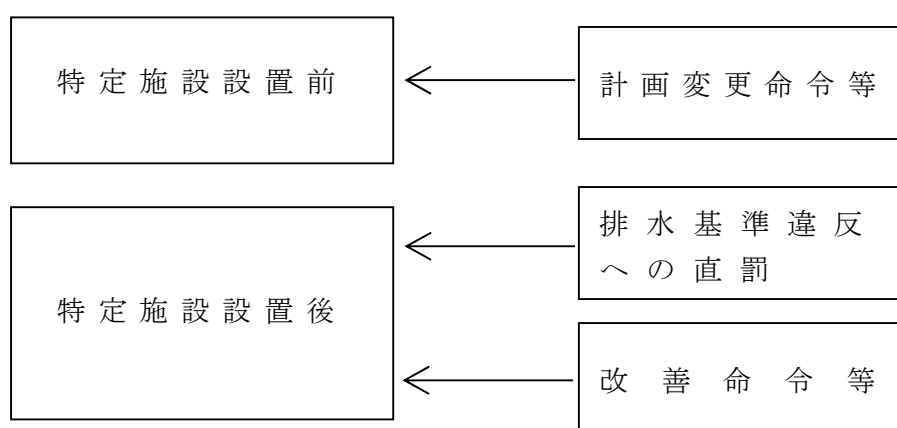 特定施設設置前
計画変更命令等
特定施設設置後
排水基準違反
への直罰
改善命令等